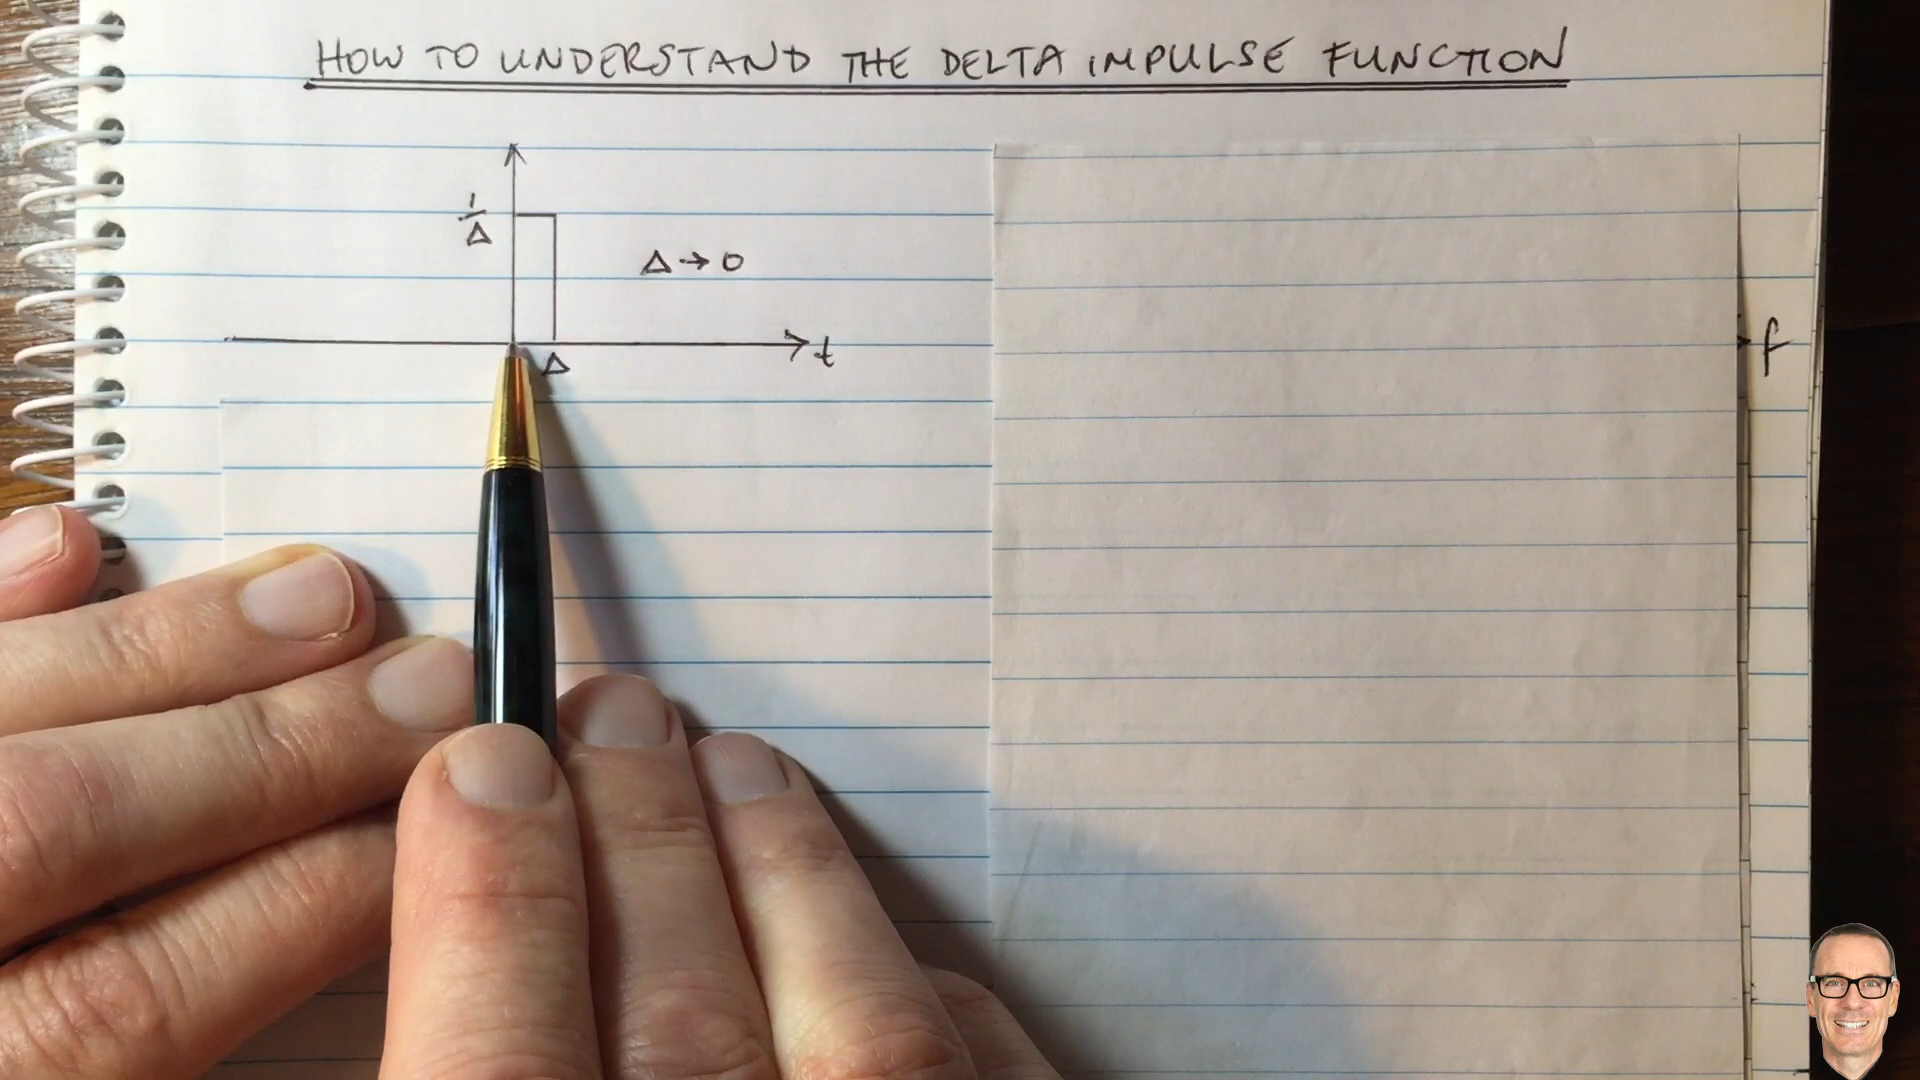 HOW TO UNDERSTAND THE DELTA IMPULSE FUNCTION
1
Δ
Δ → 0
Δ
t
f